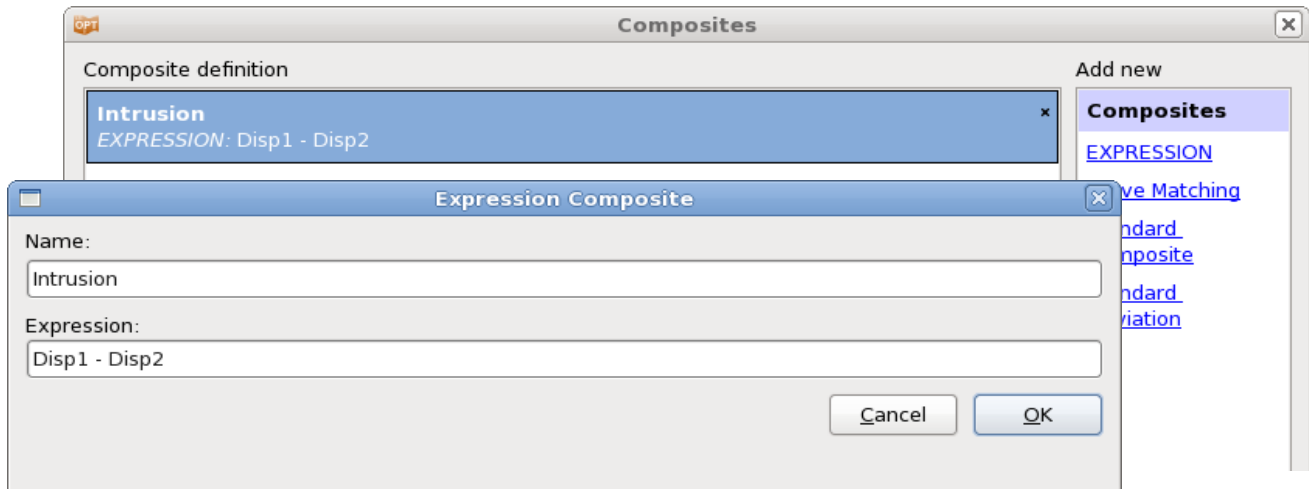 OPT
Composites
Composite definition
Add new
Intrusion
EXPRESSION: Disp1 - Disp2
Composites
EXPRESSION
Matching
Expression Composite
Name:
Intrusion
Expression:
Disp1 - Disp2
Cancel
OK